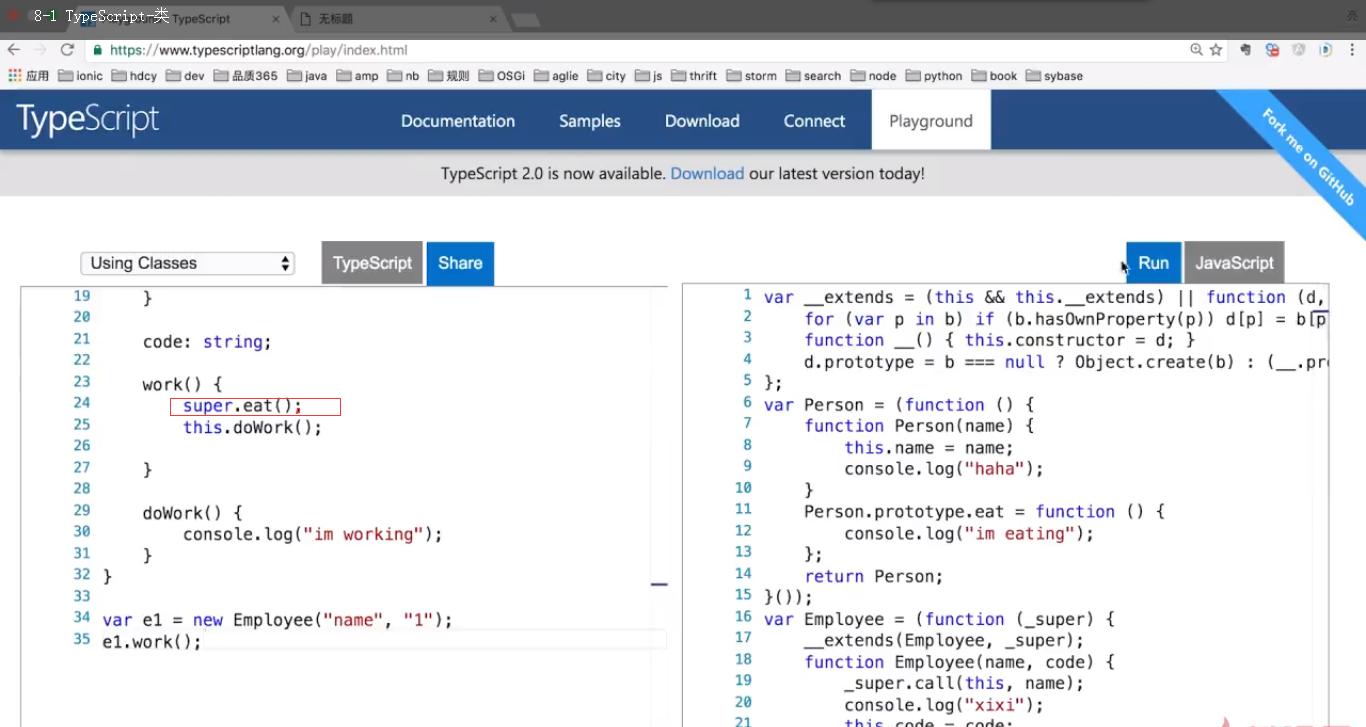 8-1 TypeScript-类
TypeScript
无标题
https://www.typescriptlang.org/play/index.html
应用 ionic hdcy dev 品质365 java amp nb 规则 OSGi aglie city js thrift storm search node python book sybase
TypeScript
Documentation Samples Download Connect Playground
Fork me on GitHub
TypeScript 2.0 is now available. Download our latest version today!
Using Classes TypeScript Share
Run JavaScript
19 }
20
21 code: string;
22
23 work() {
24 super.eat();
25 this.doWork();
26
27 }
28
29 doWork() {
30 console.log("im working");
31 }
32 }
33
34 var e1 = new Employee("name", "1");
35 e1.work();
1 var __extends = (this && this.__extends) || function (d,
2 for (var p in b) if (b.hasOwnProperty(p)) d[p] = b[p
3 function __() { this.constructor = d; }
4 d.prototype = b === null ? Object.create(b) : (__.pr
5 };
6 var Person = (function () {
7 function Person(name) {
8 this.name = name;
9 console.log("haha");
10 }
11 Person.prototype.eat = function () {
12 console.log("im eating");
13 };
14 return Person;
15 }());
16 var Employee = (function (_super) {
17 __extends(Employee, _super);
18 function Employee(name, code) {
19 _super.call(this, name);
20 console.log("xixi");
21 this.code = code;